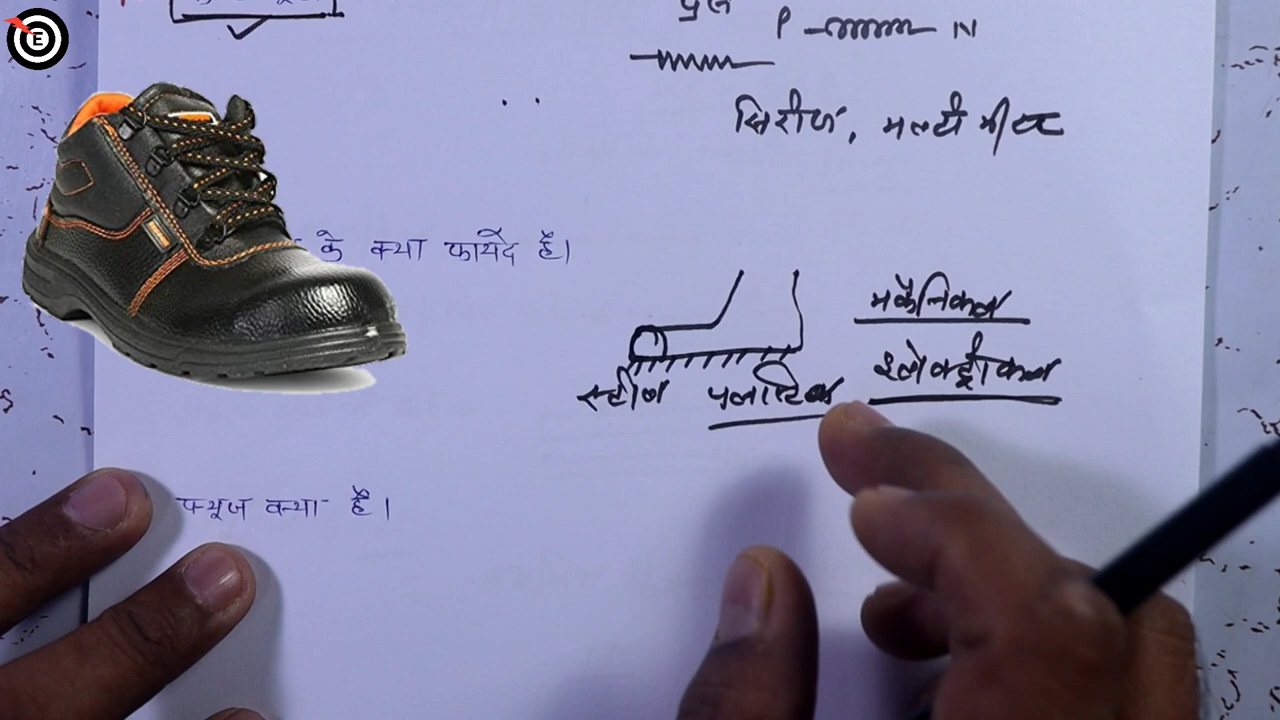 E
P N
सिरीज, मल्टी मीटर
के क्या फायदे है।
मकैनिकल
इलेक्ट्रीकल
स्टील प्लास्टिक
फ्यूज क्या है।